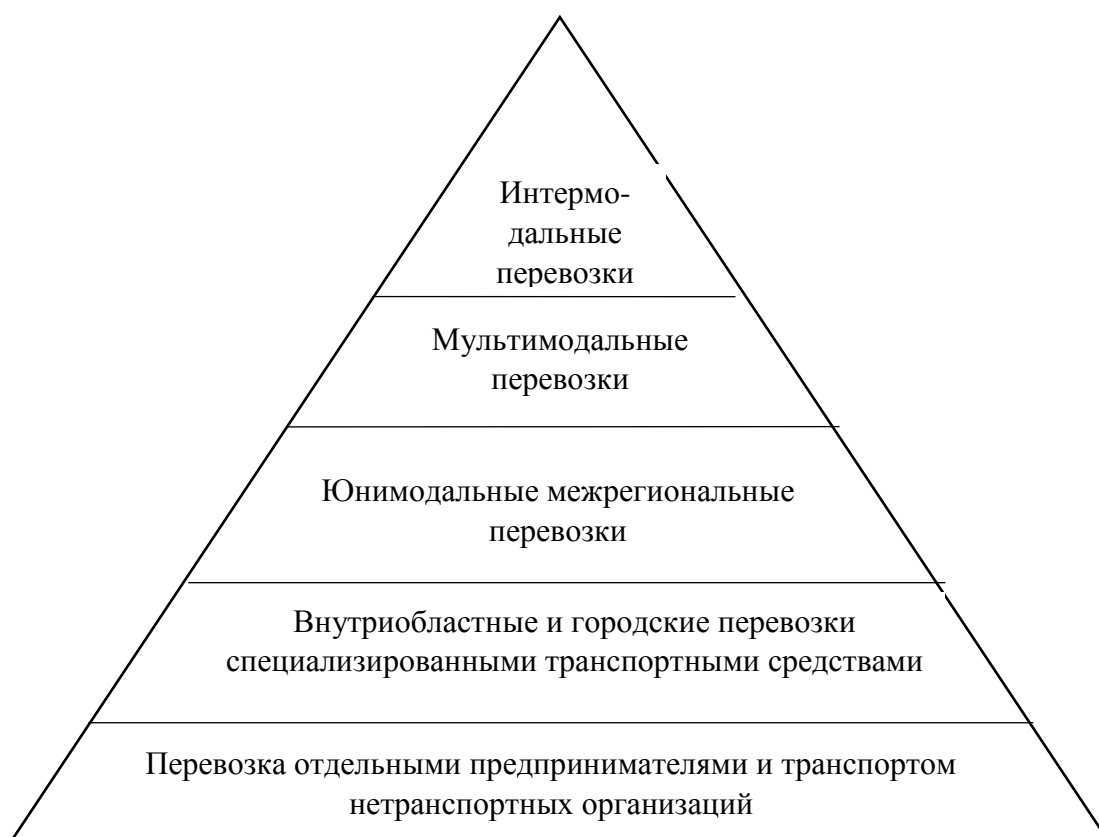 Интермо-
дальные
перевозки
Мультимодальные
перевозки
Юнимодальные межрегиональные
перевозки
Внутриобластные и городские перевозки
специализированными транспортными средствами
Перевозка отдельными предпринимателями и транспортом
нетранспортных организаций